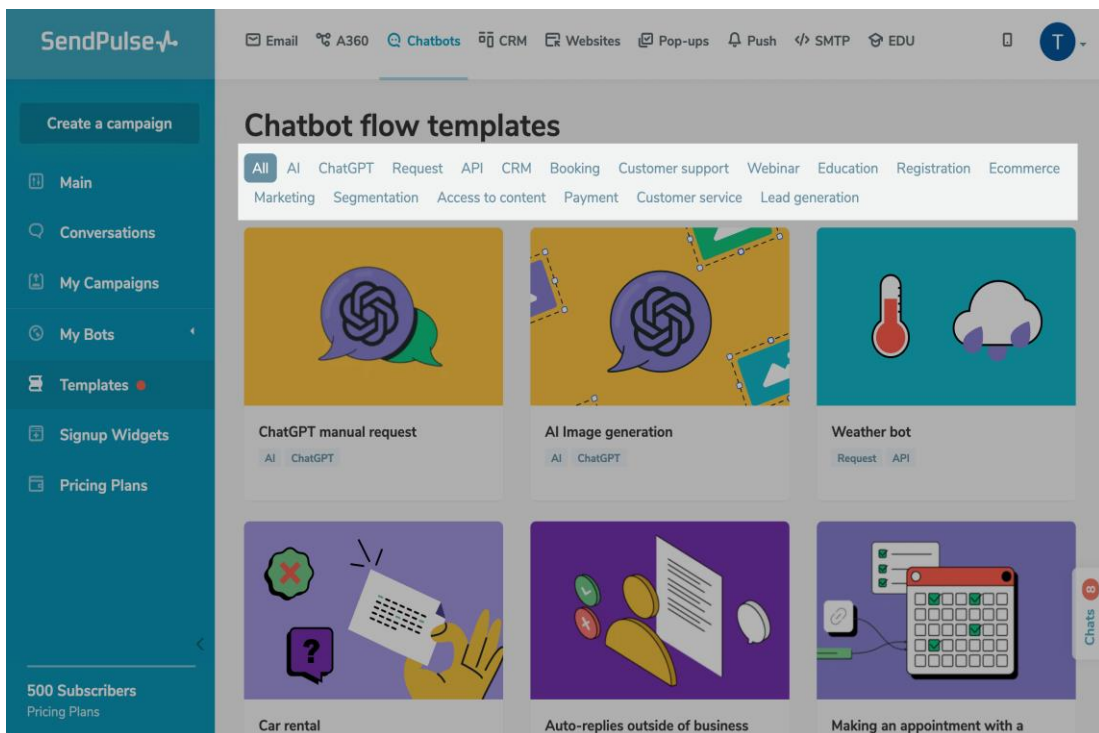 SendPulse
Email A360 Chatbots CRM Websites Pop-ups Push SMTP EDU T
Create a campaign
Main
Conversations
My Campaigns
My Bots
Templates
Signup Widgets
Pricing Plans
500 Subscribers
Pricing Plans
Chatbot flow templates
All AI ChatGPT Request API CRM Booking Customer support Webinar Education Registration Ecommerce
Marketing Segmentation Access to content Payment Customer service Lead generation
ChatGPT manual request
AI ChatGPT
AI Image generation
AI ChatGPT
Weather bot
Request API
Car rental
Auto-replies outside of business
Making an appointment with a
Chats 8